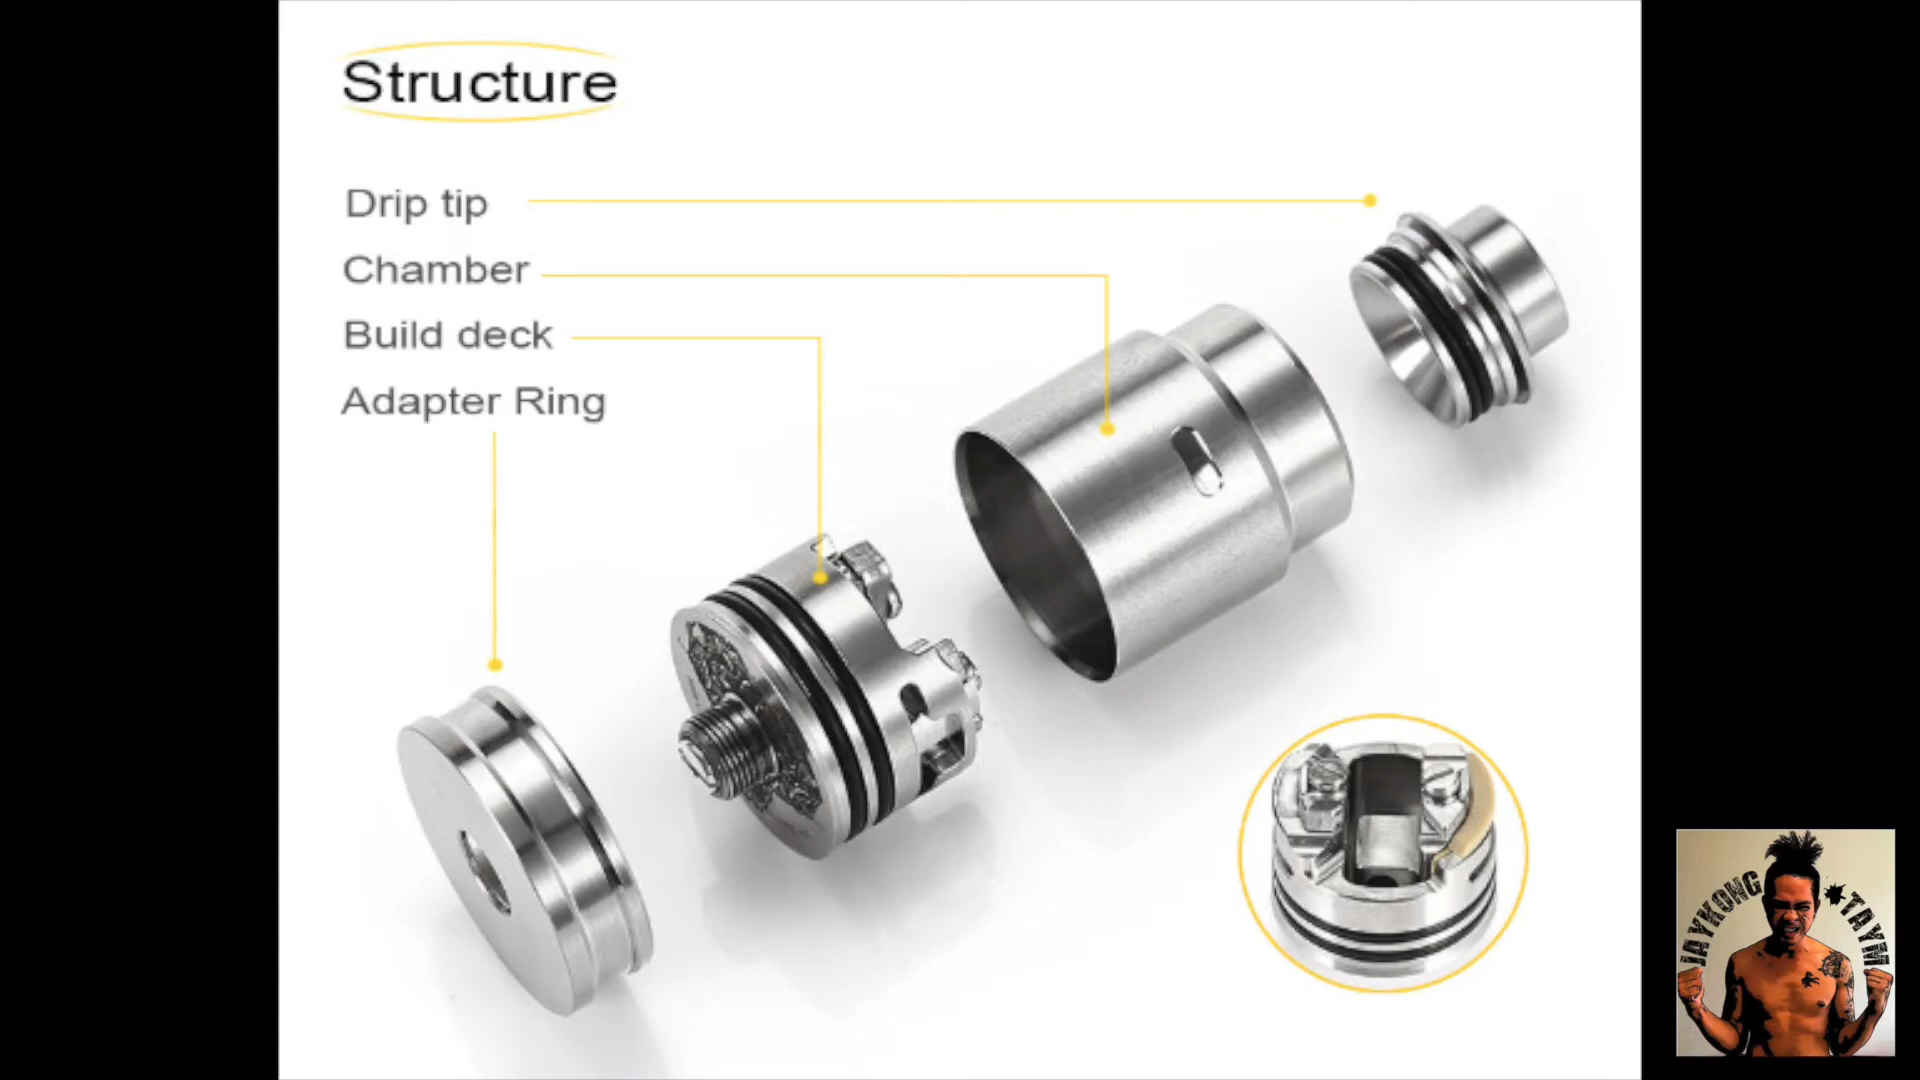 Structure
Drip tip
Chamber
Build deck
Adapter Ring
JAYKONG TAYM